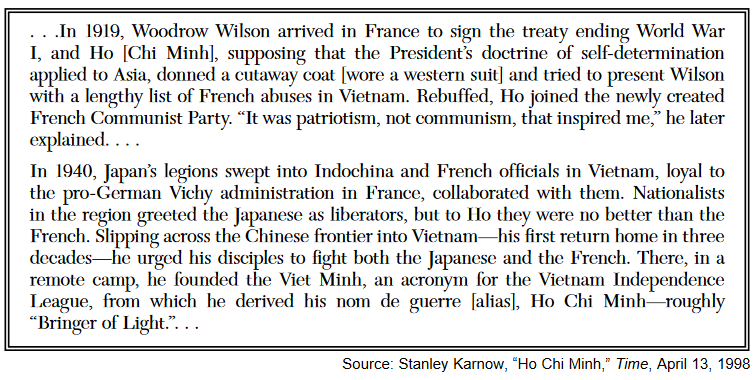 . . .In 1919, Woodrow Wilson arrived in France to sign the treaty ending World War
I, and Ho [Chi Minh], supposing that the President’s doctrine of self-determination
applied to Asia, donned a cutaway coat [wore a western suit] and tried to present Wilson
with a lengthy list of French abuses in Vietnam. Rebuffed, Ho joined the newly created
French Communist Party. “It was patriotism, not communism, that inspired me,” he later
explained. . . .
In 1940, Japan’s legions swept into Indochina and French officials in Vietnam, loyal to
the pro-German Vichy administration in France, collaborated with them. Nationalists
in the region greeted the Japanese as liberators, but to Ho they were no better than the
French. Slipping across the Chinese frontier into Vietnam—his first return home in three
decades—he urged his disciples to fight both the Japanese and the French. There, in a
remote camp, he founded the Viet Minh, an acronym for the Vietnam Independence
League, from which he derived his nom de guerre [alias], Ho Chi Minh—roughly
“Bringer of Light.”. . .
Source: Stanley Karnow, “Ho Chi Minh,” Time, April 13, 1998